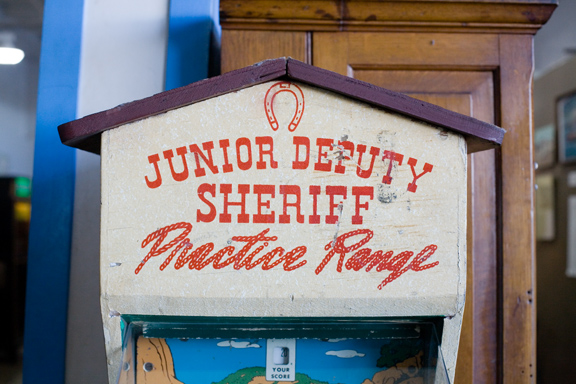 JUNIOR DEPUTY
SHERIFF
Practice Range
YOUR
SCORE